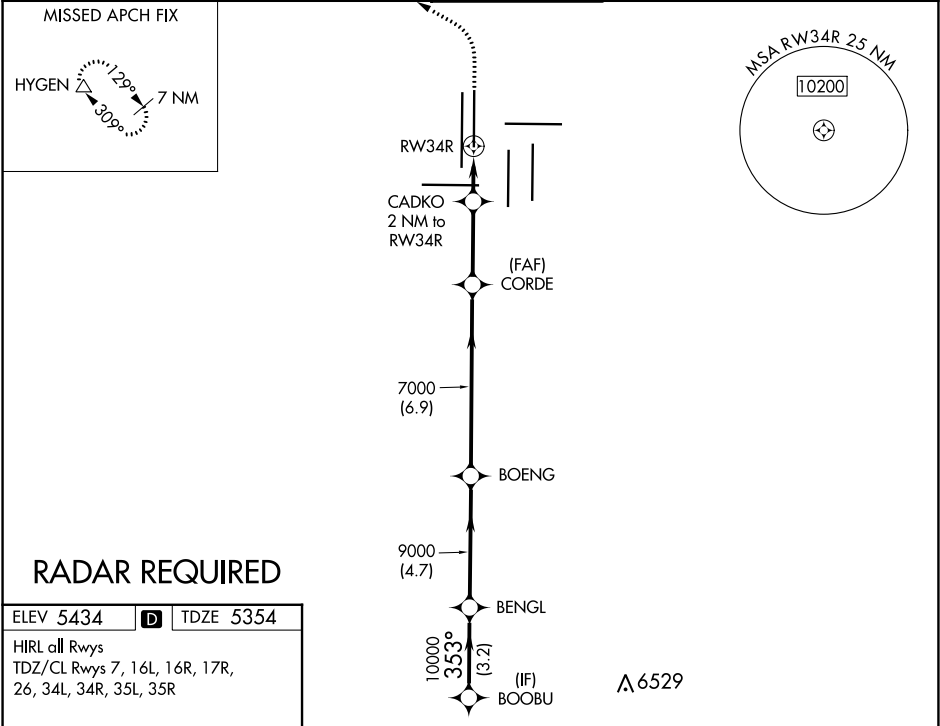 MISSED APCH FIX
HYGEN
129°
7 NM
309°
MSA RW34R 25 NM
10200
RW34R
CADKO
2 NM to
RW34R
(FAF)
CORDE
7000
(6.9)
BOENG
9000
(4.7)
BENGL
10000
353°
(3.2)
(IF)
BOOBU
6529
RADAR REQUIRED
ELEV 5434 D TDZE 5354
HIRL all Rwys
TDZ/CL Rwys 7, 16L, 16R, 17R,
26, 34L, 34R, 35L, 35R